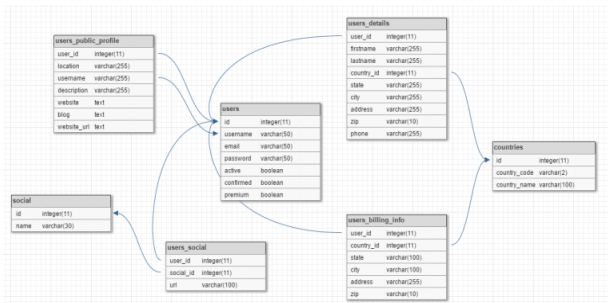 users_public_profile
user_id integer(11)
location varchar(255)
username varchar(255)
description varchar(255)
website text
blog text
website_url text
users_details
user_id integer(11)
firstname varchar(255)
lastname varchar(255)
country_id integer(11)
state varchar(255)
city varchar(255)
address varchar(255)
zip varchar(10)
phone varchar(255)
users
id integer(11)
username varchar(50)
email varchar(50)
password varchar(50)
active boolean
confirmed boolean
premium boolean
countries
id integer(11)
country_code varchar(2)
country_name varchar(100)
social
id integer(11)
name varchar(30)
users_social
user_id integer(11)
social_id integer(11)
url varchar(100)
users_billing_info
user_id integer(11)
country_id integer(11)
state varchar(100)
city varchar(100)
address varchar(255)
zip varchar(10)